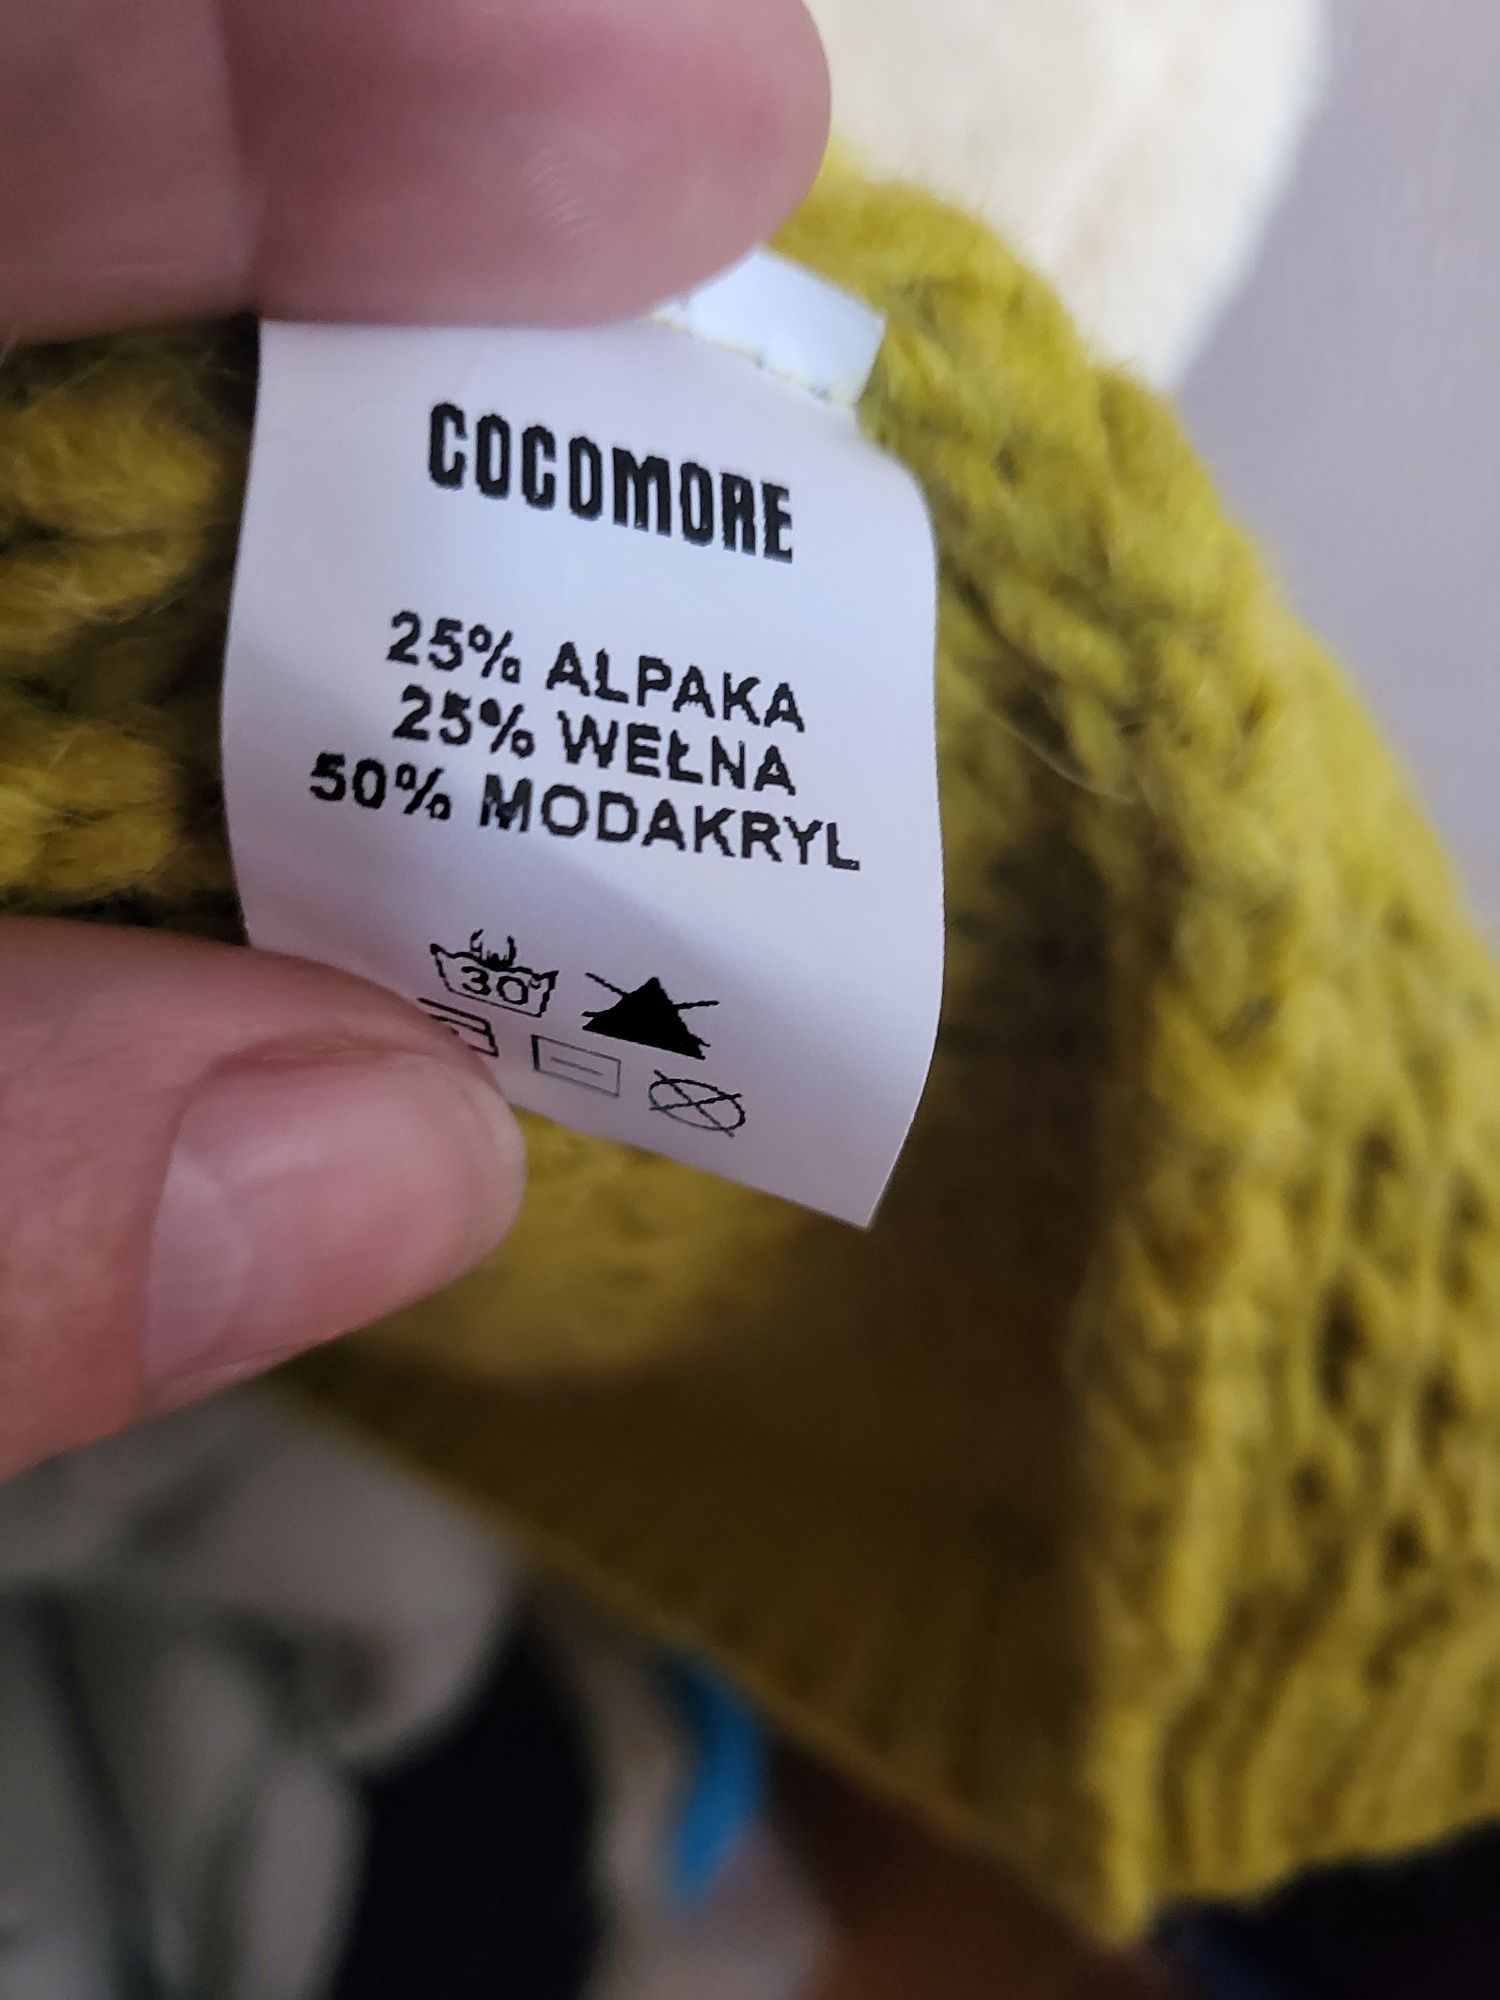 COCOMORE
25% ALPAKA
25% WEŁNA
50% MODAKRYL
30°